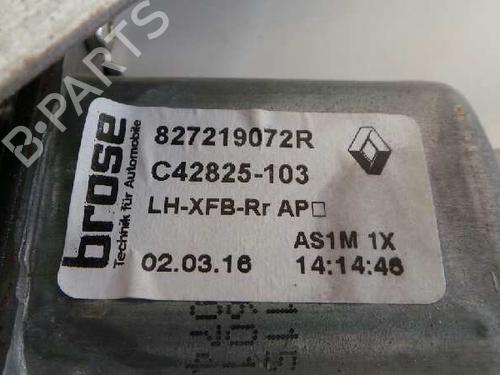 brose
Technik für Automobile
827219072R
C42825-103
LH-XFB-Rr AP□
AS1M 1X
02.03.16
14:14:46
B-PARTS